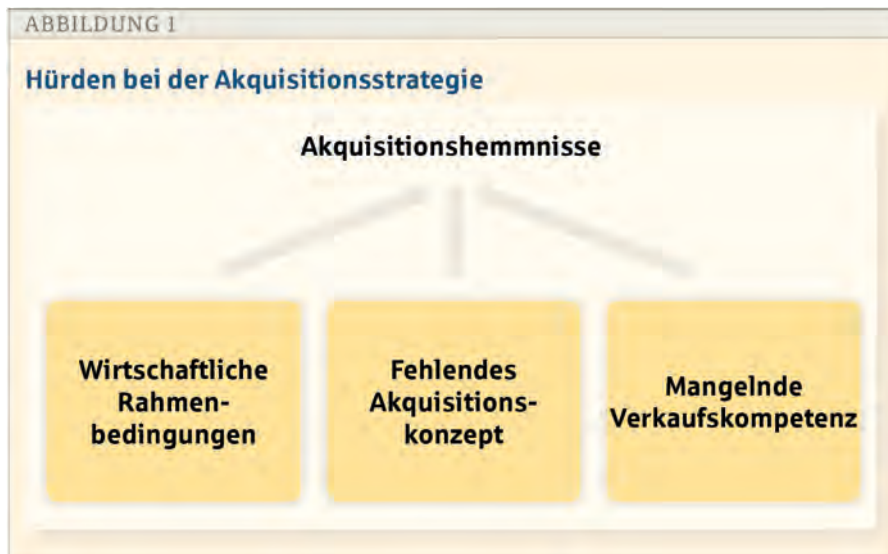 ABBILDUNG 1
Hürden bei der Akquisitionsstrategie
Akquisitionshemmnisse
Wirtschaftliche
Rahmen-
bedingungen
Fehlendes
Akquisitions-
konzept
Mangelnde
Verkaufskompetenz